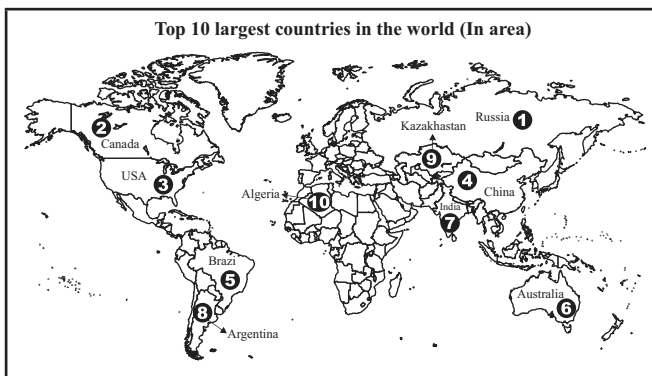 Top 10 largest countries in the world (In area)
Russia 1
2
Canada
Kazakhastan
9
USA 3
4
China
Algeria 10
India
7
Brazi
5
Australia
6
8
Argentina